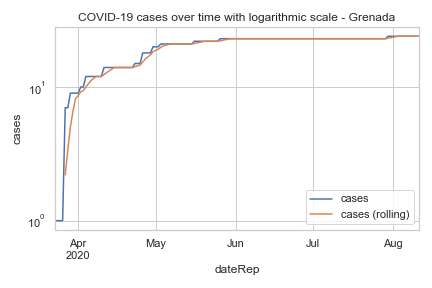 COVID-19 cases over time with logarithmic scale - Grenada
cases
10¹
10⁰
cases
cases (rolling)
Apr
2020
May
Jun
Jul
Aug
dateRep